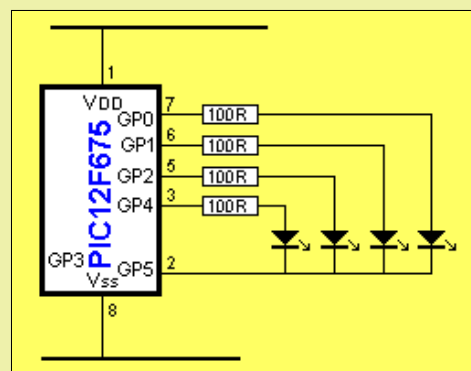 1
VDD
7
GP0
100R
6
GP1
100R
5
GP2
100R
3
GP4
100R
PIC12F675
GP3
2
GP5
Vss
8